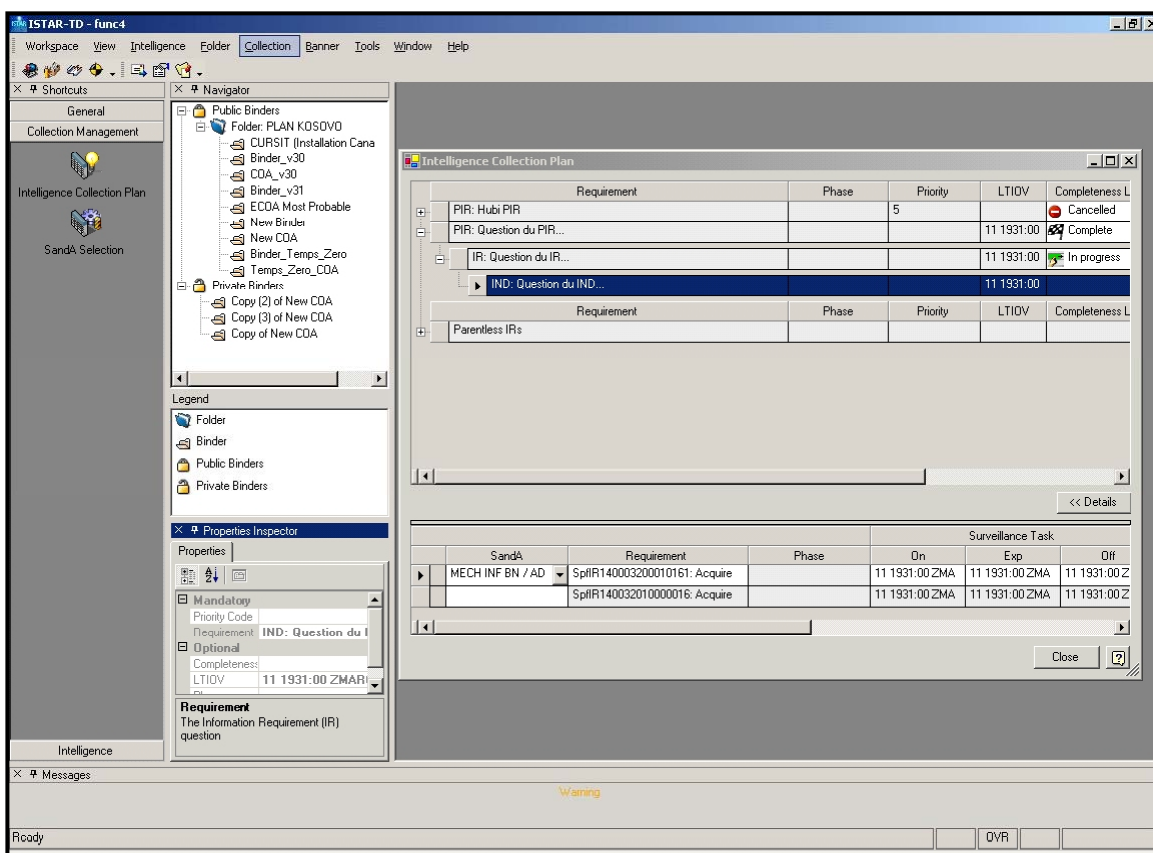 ISTAR-TD - func4
Workspace View Intelligence Folder Collection Banner Tools Window Help
Shortcuts
General
Collection Management
Intelligence Collection Plan
SandA Selection
Intelligence
Navigator
Public Binders
Folder: PLAN KOSOVO
CURSIT (Installation Cana
Binder_v30
COA_v30
Binder_v31
ECOA Most Probable
New Binder
New COA
Binder_Temps_Zero
Temps_Zero_COA
Private Binders
Copy (2) of New COA
Copy (3) of New COA
Copy of New COA
Legend
Folder
Binder
Public Binders
Private Binders
Properties Inspector
Properties
Mandatory
Priority Code
Requirement IND: Question du I
Optional
Completenes
LTIOV 11 1931:00 ZMAR
Requirement
The Information Requirement (IR)
question
Intelligence Collection Plan
Requirement Phase Priority LTIOV Completeness L
PIR: Hubi PIR 5 Cancelled
PIR: Question du PIR... 11 1931:00 Complete
IR: Question du IR... 11 1931:00 In progress
IND: Question du IND... 11 1931:00
Requirement Phase Priority LTIOV Completeness L
Parentless IRs
<< Details
Surveillance Task
SandA Requirement Phase On Exp Off
MECH INF BN / AD SpfIR140003200010161: Acquire 11 1931:00 ZMA 11 1931:00 ZMA 11 1931:00 Z
SpfIR140032010000016: Acquire 11 1931:00 ZMA 11 1931:00 ZMA 11 1931:00 Z
Close
Messages
Warning
Ready OVR